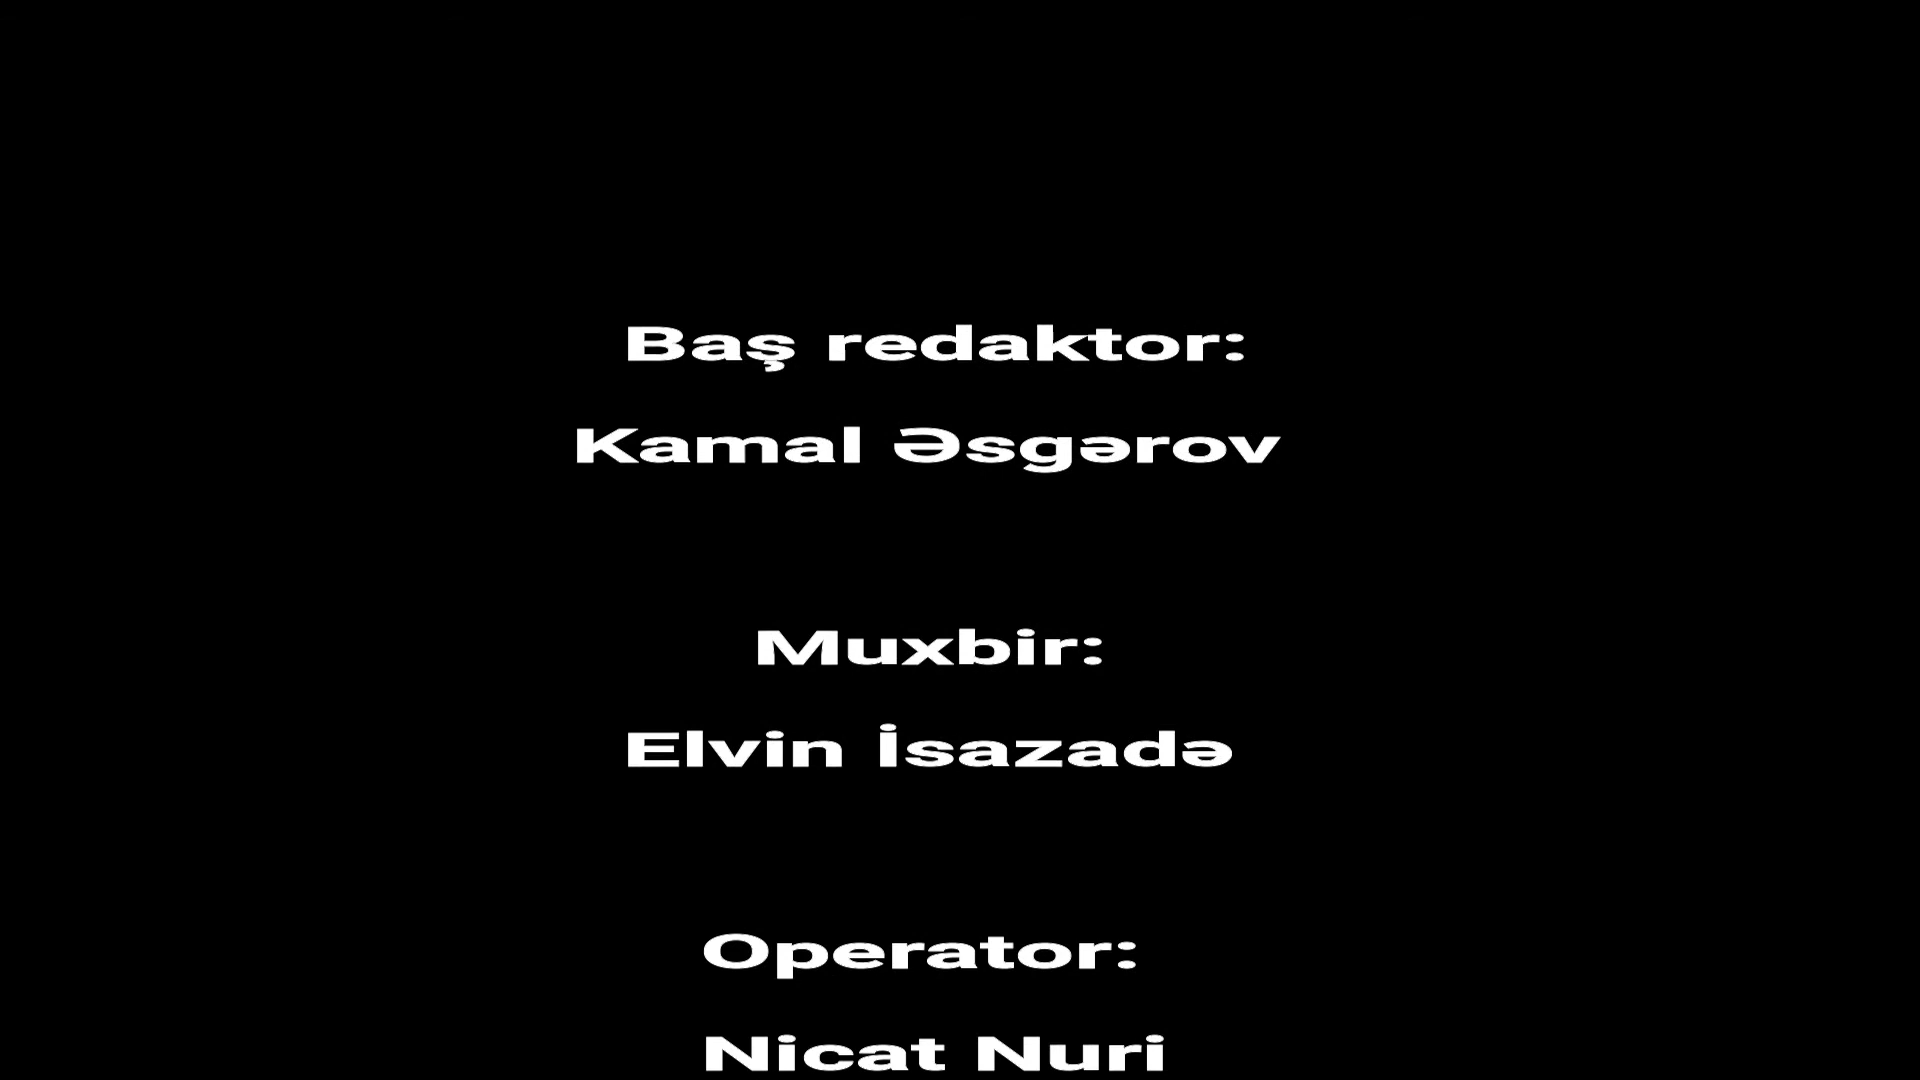 Baş redaktor:
Kamal Əsgərov
Muxbir:
Elvin İsazadə
Operator:
Nicat Nuri